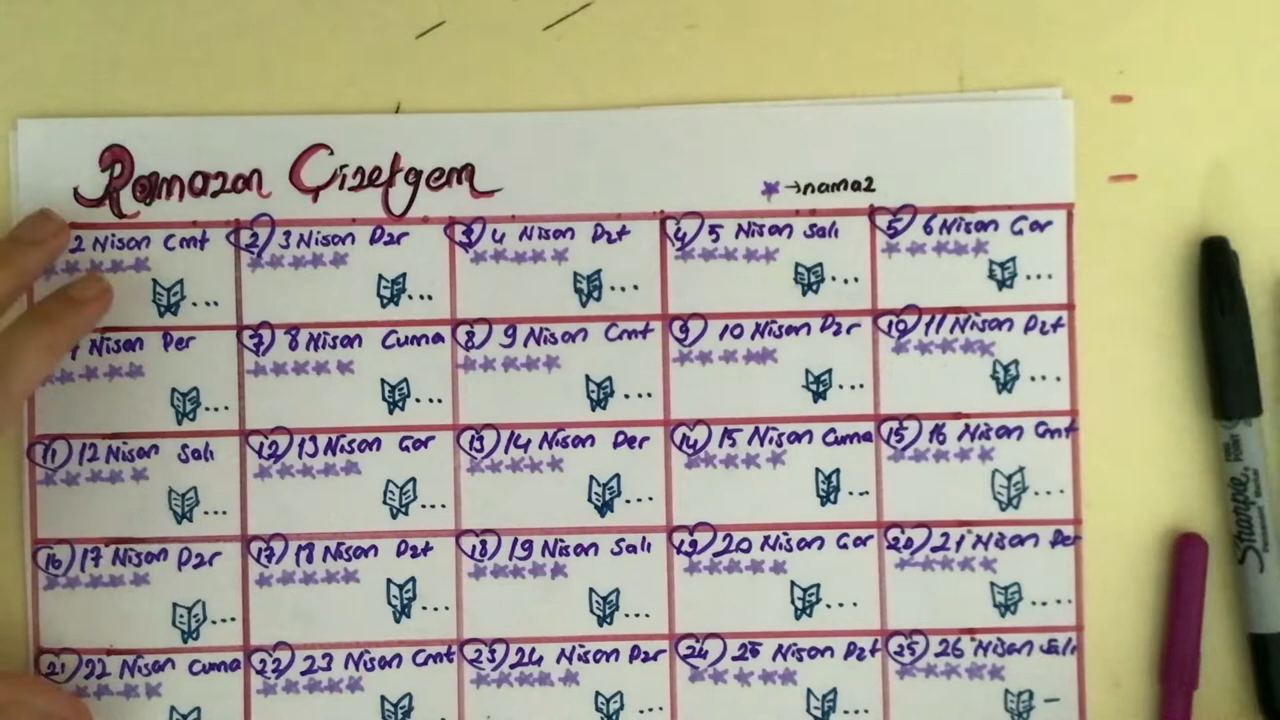 Ramazan Çizelgem
* → namaz
2 Nisan Cmt
2 3 Nisan Pzr
3 4 Nisan Pzt
4 5 Nisan Salı
5 6 Nisan Çar
Nisan Per
7 8 Nisan Cuma
8 9 Nisan Cmt
9 10 Nisan Pzr
10 11 Nisan Pzt
11 12 Nisan Salı
12 13 Nisan Çar
13 14 Nisan Per
14 15 Nisan Cuma
15 16 Nisan Cmt
16 17 Nisan Pzr
17 18 Nisan Pzt
18 19 Nisan Salı
19 20 Nisan Çar
20 21 Nisan Per
21 22 Nisan Cuma
22 23 Nisan Cmt
23 24 Nisan Pzr
24 25 Nisan Pzt
25 26 Nisan Salı
Sharpie